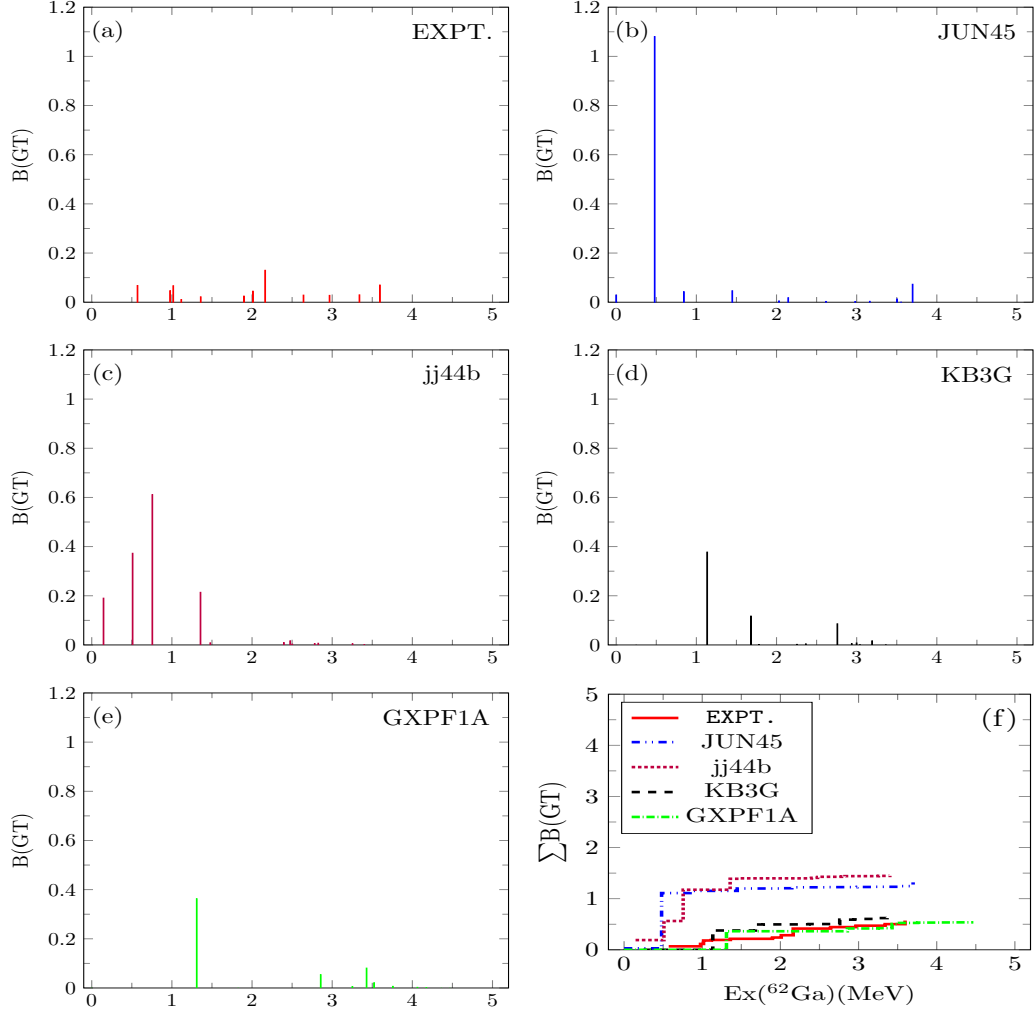 (a) EXPT.
B(GT)
1.2
1
0.8
0.6
0.4
0.2
0
0 1 2 3 4 5
(b) JUN45
B(GT)
1.2
1
0.8
0.6
0.4
0.2
0
0 1 2 3 4 5
(c) jj44b
B(GT)
1.2
1
0.8
0.6
0.4
0.2
0
0 1 2 3 4 5
(d) KB3G
B(GT)
1.2
1
0.8
0.6
0.4
0.2
0
0 1 2 3 4 5
(e) GXPF1A
B(GT)
1.2
1
0.8
0.6
0.4
0.2
0
0 1 2 3 4 5
(f)
∑B(GT)
5
4
3
2
1
0
EXPT.
JUN45
jj44b
KB3G
GXPF1A
0 1 2 3 4 5
Ex(⁶²Ga)(MeV)